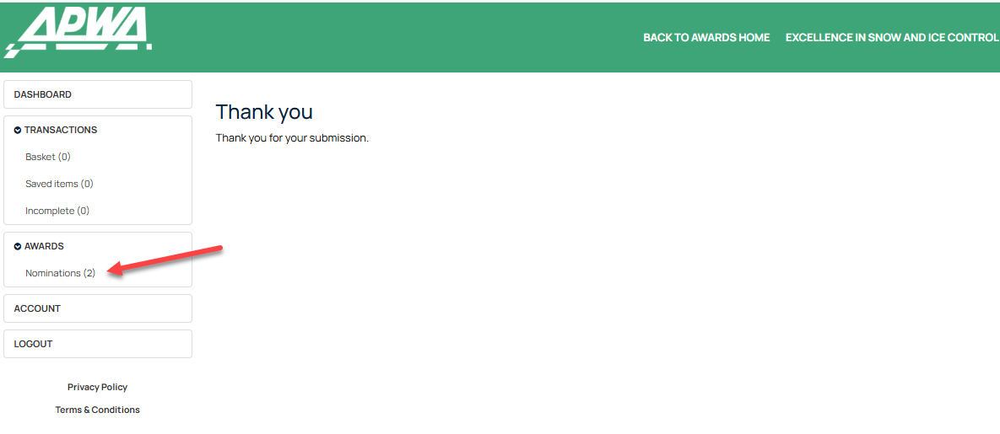 APWA
BACK TO AWARDS HOME EXCELLENCE IN SNOW AND ICE CONTROL
DASHBOARD
TRANSACTIONS
Basket (0)
Saved items (0)
Incomplete (0)
AWARDS
Nominations (2)
ACCOUNT
LOGOUT
Privacy Policy
Terms & Conditions
Thank you
Thank you for your submission.